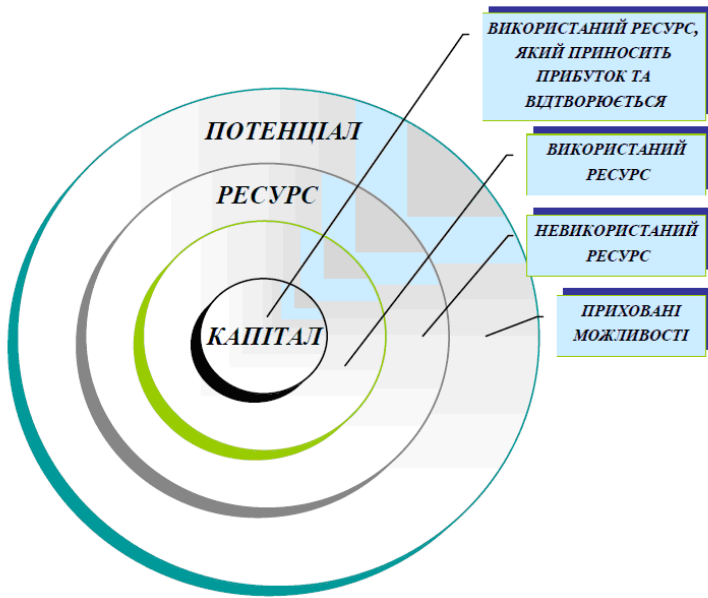 ВИКОРИСТАНИЙ РЕСУРС,
ЯКИЙ ПРИНОСИТЬ
ПРИБУТОК ТА
ВІДТВОРЮЄТЬСЯ
ПОТЕНЦІАЛ
ВИКОРИСТАНИЙ
РЕСУРС
РЕСУРС
НЕВИКОРИСТАНИЙ
РЕСУРС
ПРИХОВАНІ
МОЖЛИВОСТІ
КАПІТАЛ